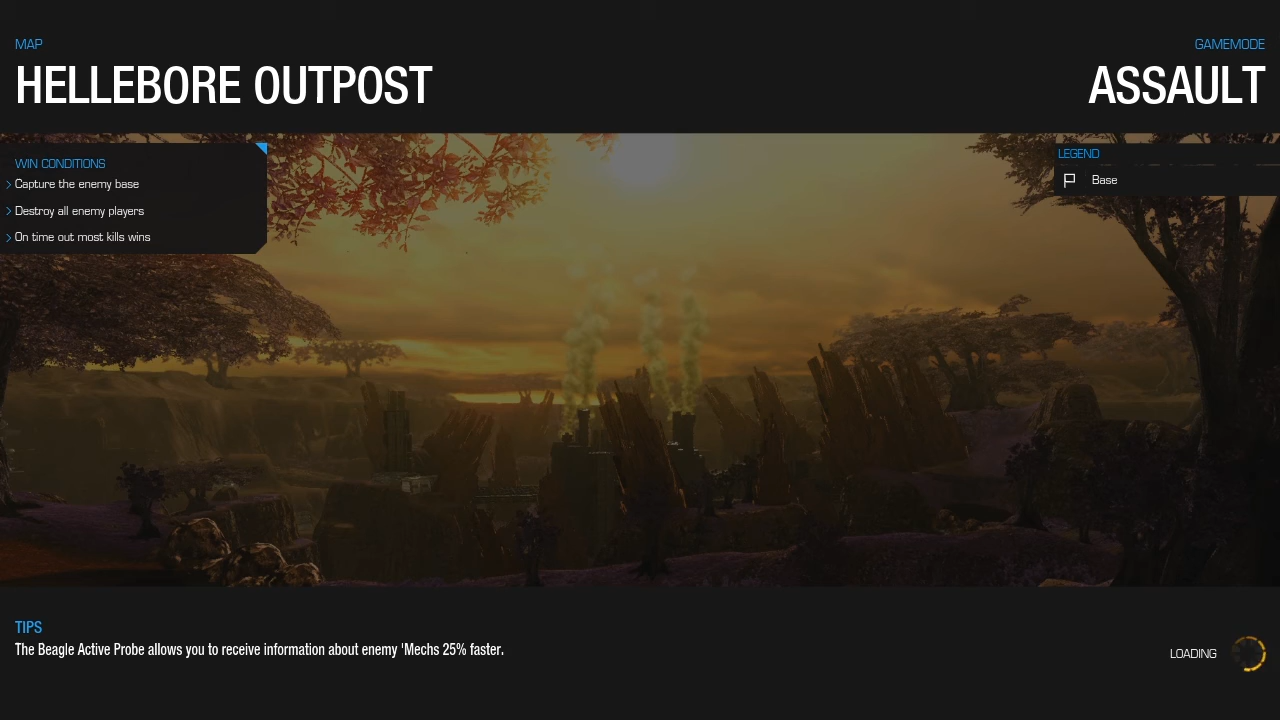 MAP
HELLEBORE OUTPOST
GAMEMODE
ASSAULT
WIN CONDITIONS
Capture the enemy base
Destroy all enemy players
On time out most kills wins
LEGEND
Base
TIPS
The Beagle Active Probe allows you to receive information about enemy 'Mechs 25% faster.
LOADING